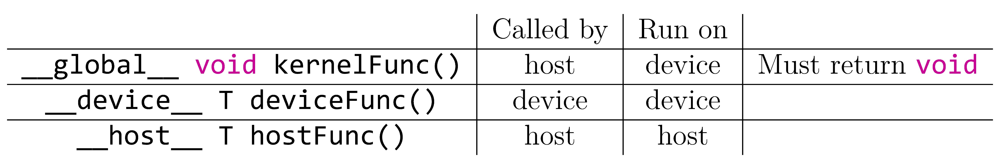 Called by Run on
__global__ void kernelFunc() host device Must return void
__device__ T deviceFunc() device device
__host__ T hostFunc() host host